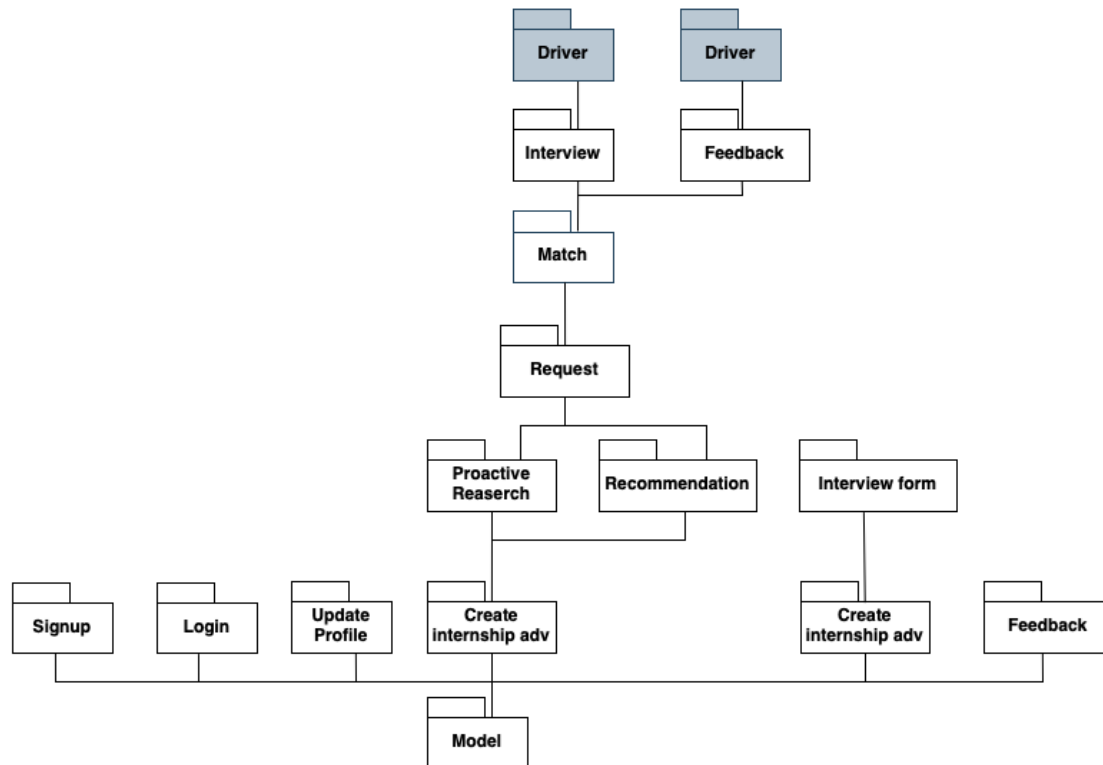 Driver
Driver
Interview
Feedback
Match
Request
Proactive
Reaserch
Recommendation
Interview form
Signup
Login
Update
Profile
Create
internship adv
Create
internship adv
Feedback
Model